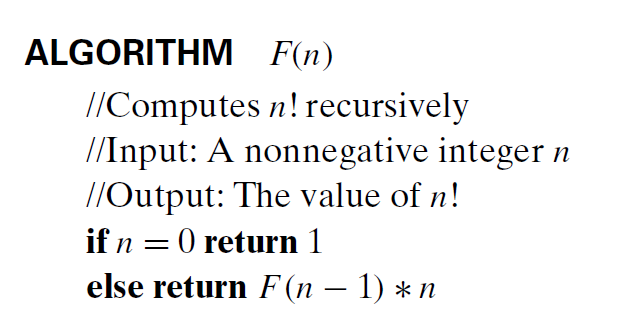 ALGORITHM F(n)
//Computes n! recursively
//Input: A nonnegative integer n
//Output: The value of n!
if n = 0 return 1
else return F(n − 1) ∗ n